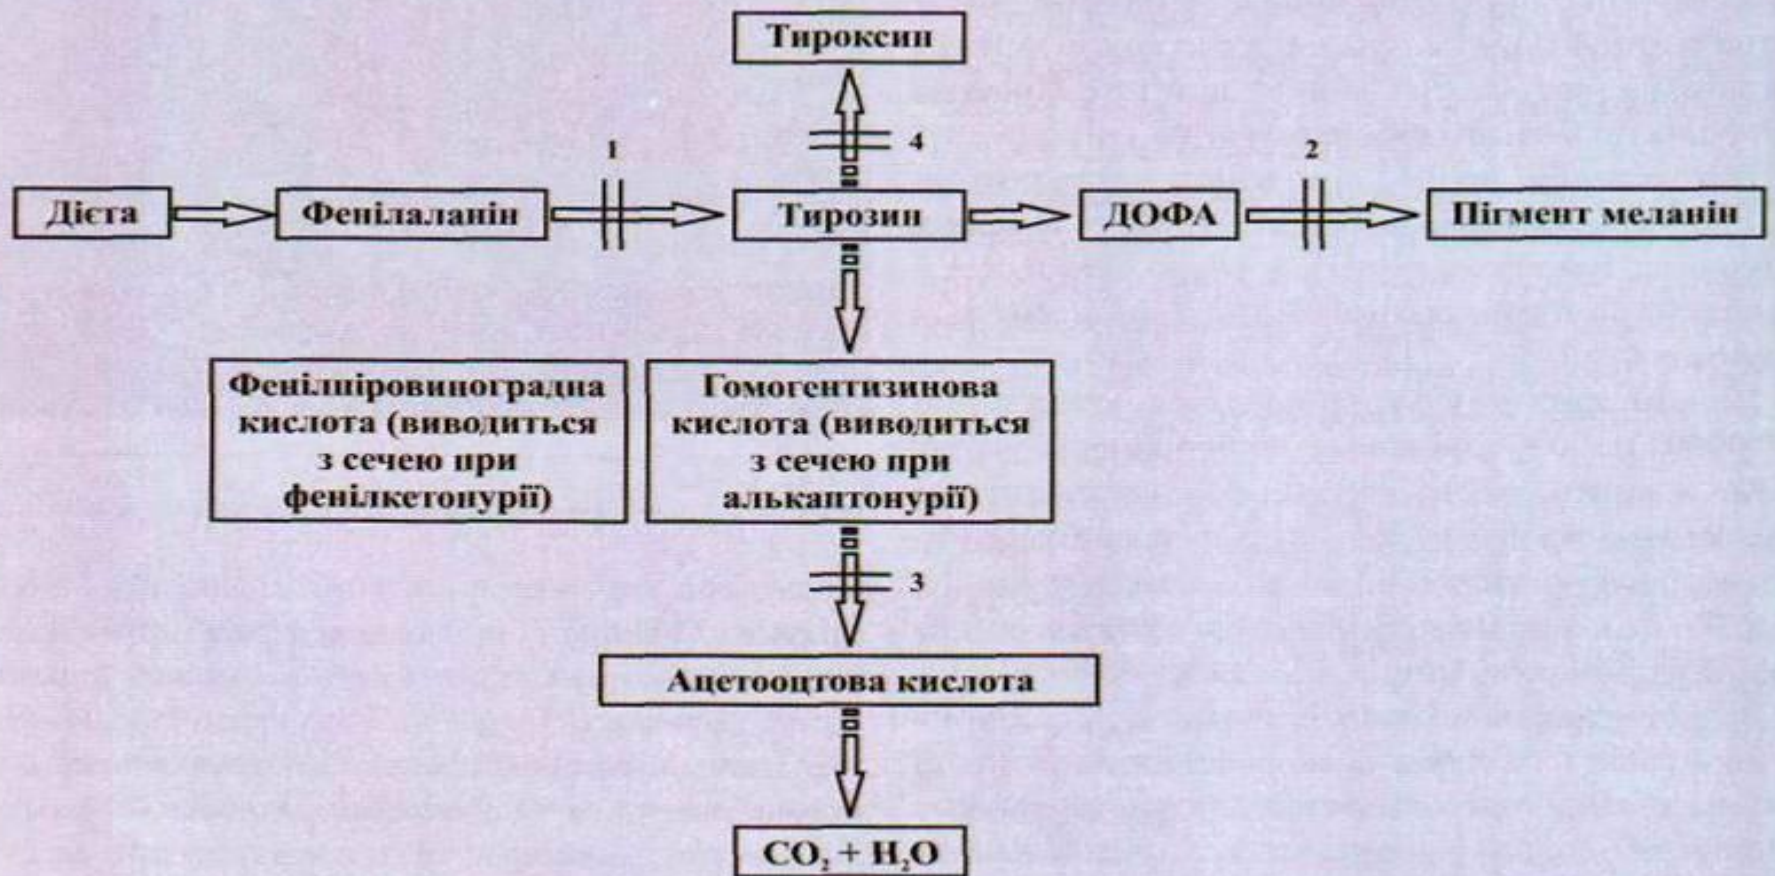 Тироксин
4
1
2
Дієта
Фенілаланін
Тирозин
ДОФА
Пігмент меланін
Фенілпіровиноградна
кислота (виводиться
з сечею при
фенілкетонурії)
Гомогентизинова
кислота (виводиться
з сечею при
алькаптонурії)
3
Ацетооцтова кислота
CO₂ + H₂O